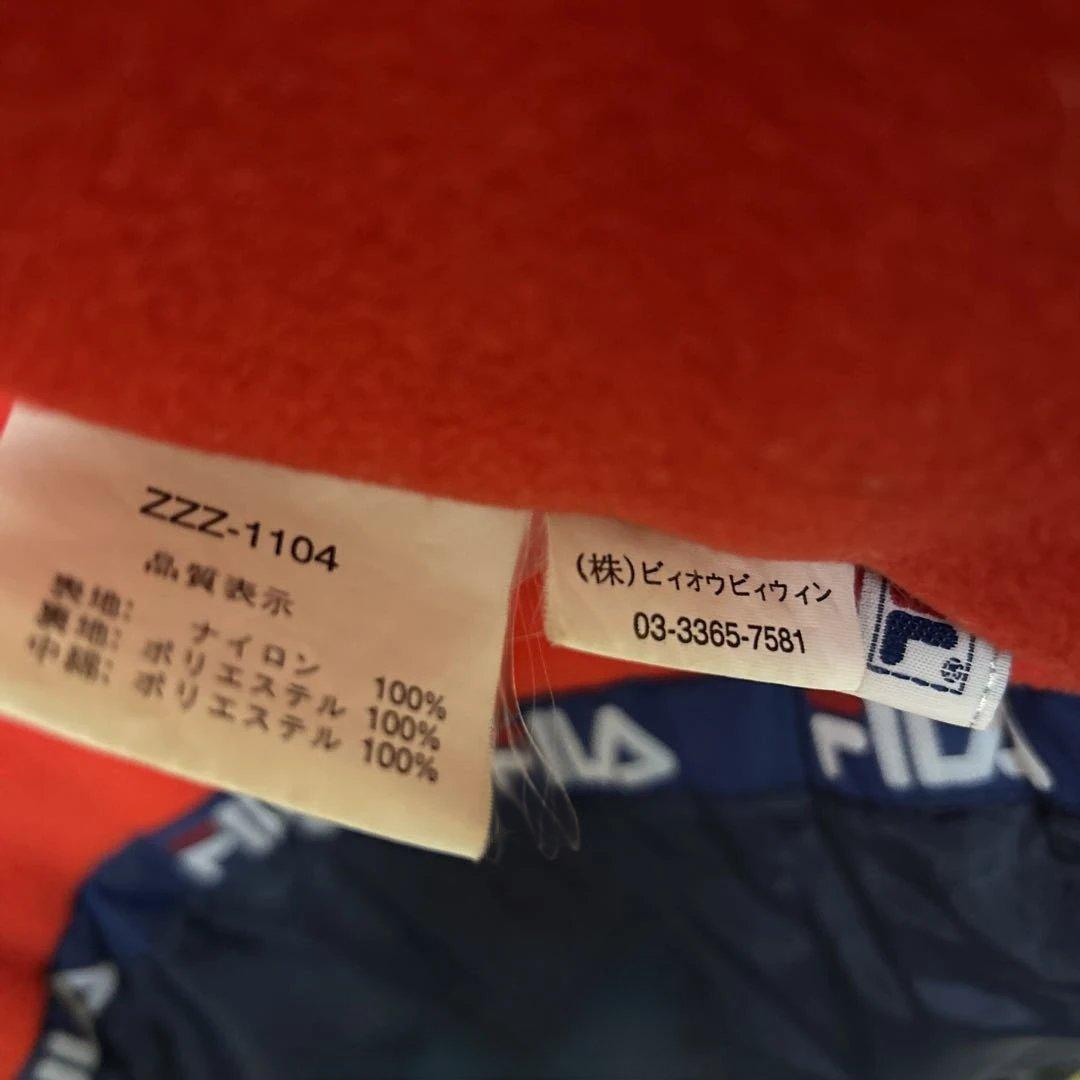 ZZZ-1104
品質表示
表地: ナイロン 100%
裏地: ポリエステル 100%
中綿: ポリエステル 100%
(株)ビィオウビィウィン
03-3365-7581
F
FILA
FILA
FILA